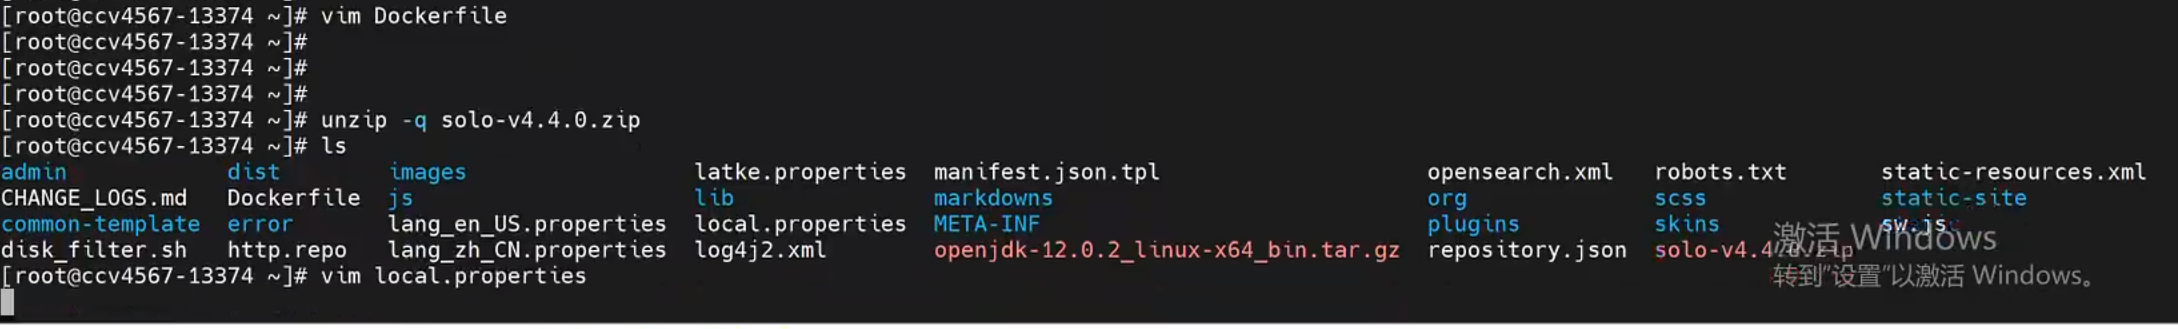 [root@ccv4567-13374 ~]# vim Dockerfile
[root@ccv4567-13374 ~]#
[root@ccv4567-13374 ~]#
[root@ccv4567-13374 ~]#
[root@ccv4567-13374 ~]# unzip -q solo-v4.4.0.zip
[root@ccv4567-13374 ~]# ls
admin dist images latke.properties manifest.json.tpl opensearch.xml robots.txt static-resources.xml
CHANGE_LOGS.md Dockerfile js lib markdowns org scss static-site
common-template error lang_en_US.properties local.properties META-INF plugins skins sw.js
disk_filter.sh http.repo lang_zh_CN.properties log4j2.xml openjdk-12.0.2_linux-x64_bin.tar.gz repository.json solo-v4.4.0.zip
[root@ccv4567-13374 ~]# vim local.properties
激活 Windows
转到"设置"以激活 Windows。